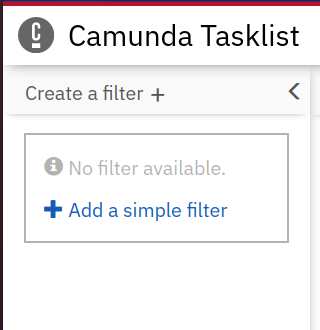 Camunda Tasklist
Create a filter +
No filter available.
Add a simple filter